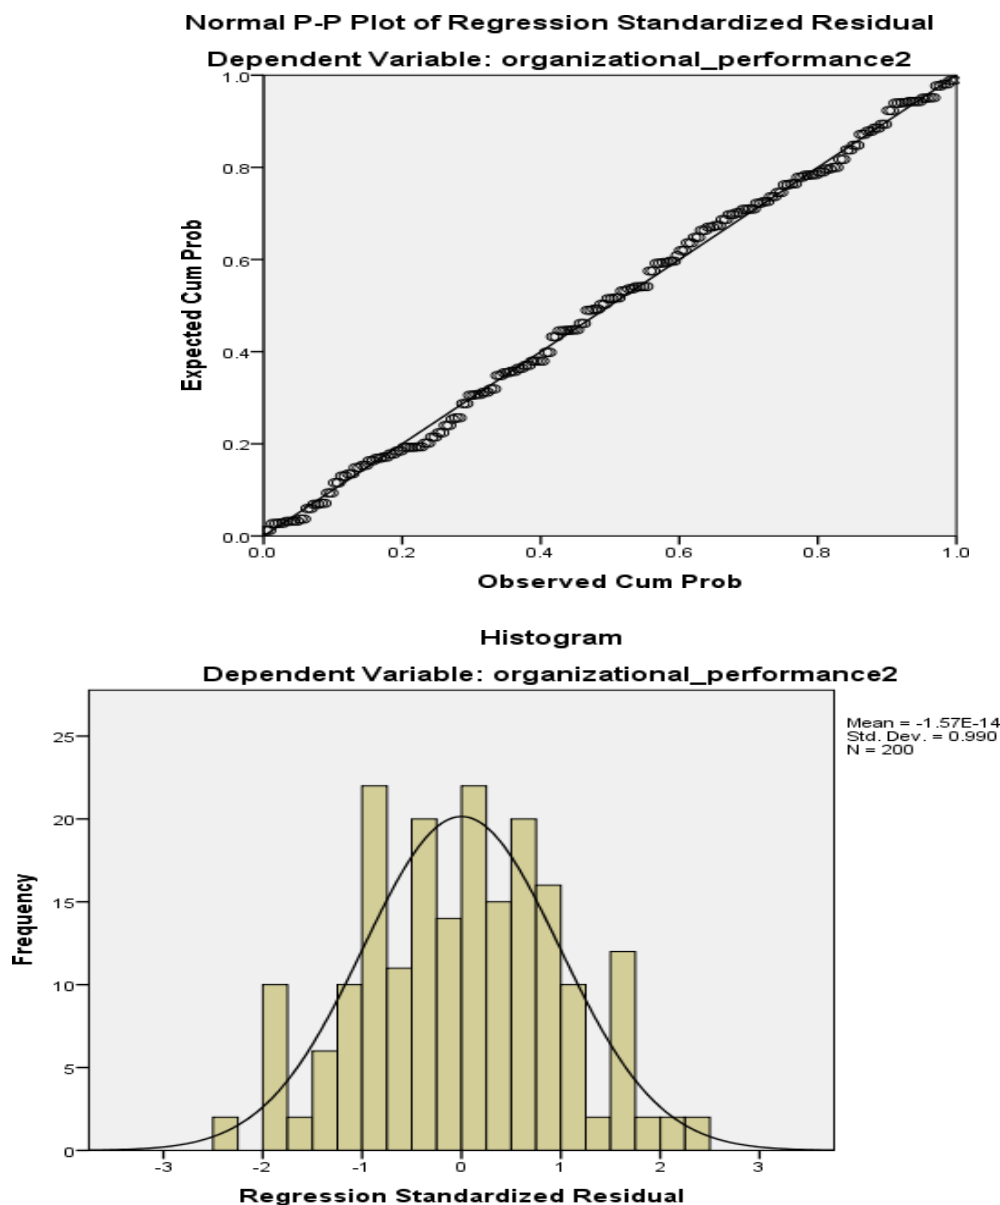 Normal P-P Plot of Regression Standardized Residual
Dependent Variable: organizational_performance2
1.0
0.8
0.6
0.4
0.2
0.0
Expected Cum Prob
0.0 0.2 0.4 0.6 0.8 1.0
Observed Cum Prob
Histogram
Dependent Variable: organizational_performance2
Mean = -1.57E-14
Std. Dev. = 0.990
N = 200
25
20
15
10
5
0
Frequency
-3 -2 -1 0 1 2 3
Regression Standardized Residual